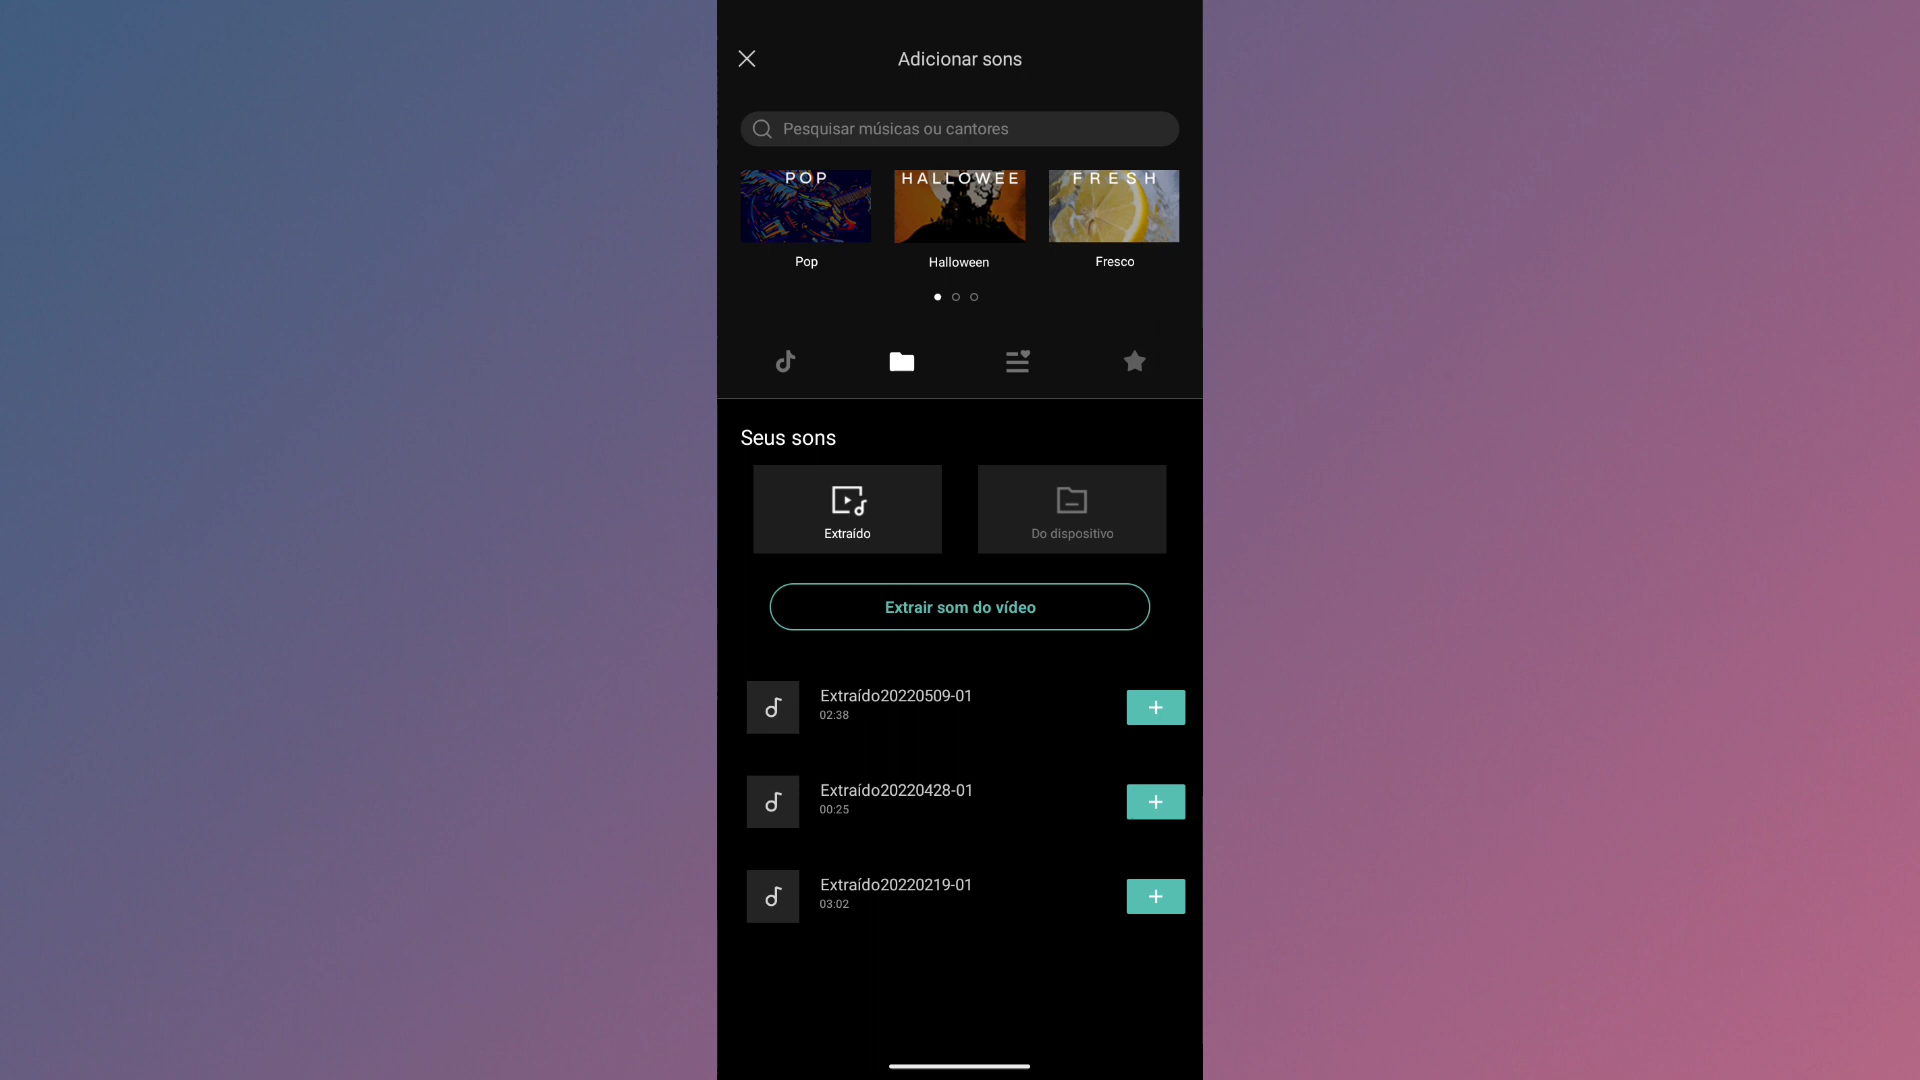 Adicionar sons
Pesquisar músicas ou cantores
POP
HALLOWEE
FRESH
Pop
Halloween
Fresco
Seus sons
Extraído
Do dispositivo
Extrair som do vídeo
Extraído20220509-01
02:38
+
Extraído20220428-01
00:25
+
Extraído20220219-01
03:02
+